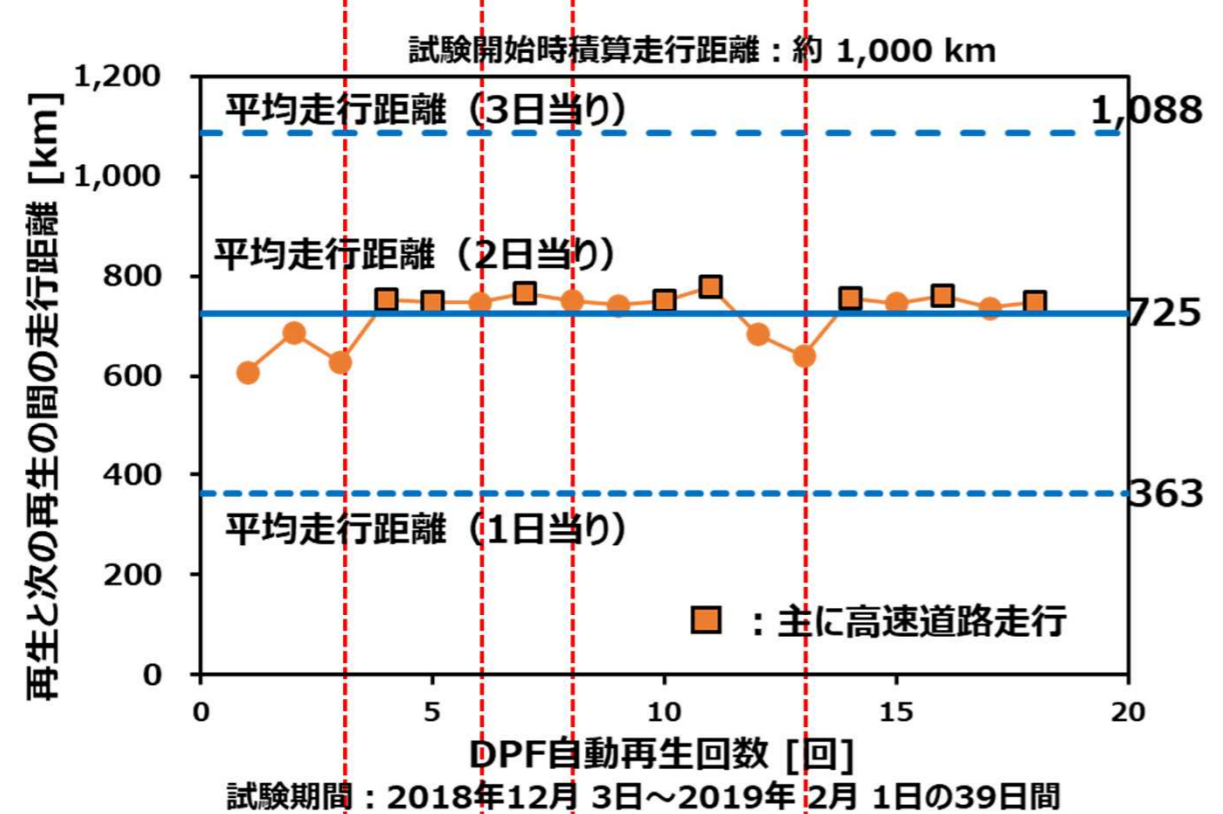 試験開始時積算走行距離：約 1,000 km
再生と次の再生の間の走行距離 [km]
1,200
1,000
800
600
400
200
0
平均走行距離（3日当り）
1,088
平均走行距離（2日当り）
725
363
平均走行距離（1日当り）
：主に高速道路走行
0
5
10
15
20
DPF自動再生回数 [回]
試験期間：2018年12月 3日～2019年 2月 1日の39日間